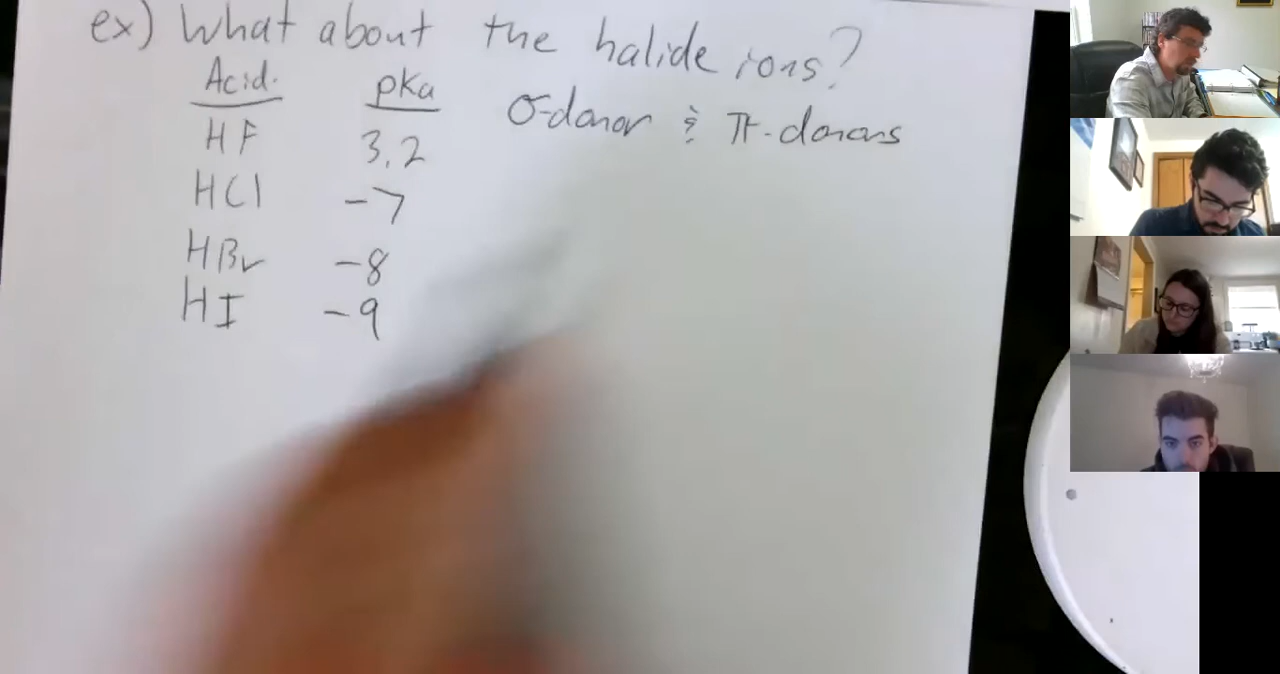 ex) What about the halide ions?
Acid. pKa σ-donor & π-donors
HF 3.2
HCl -7
HBr -8
HI -9